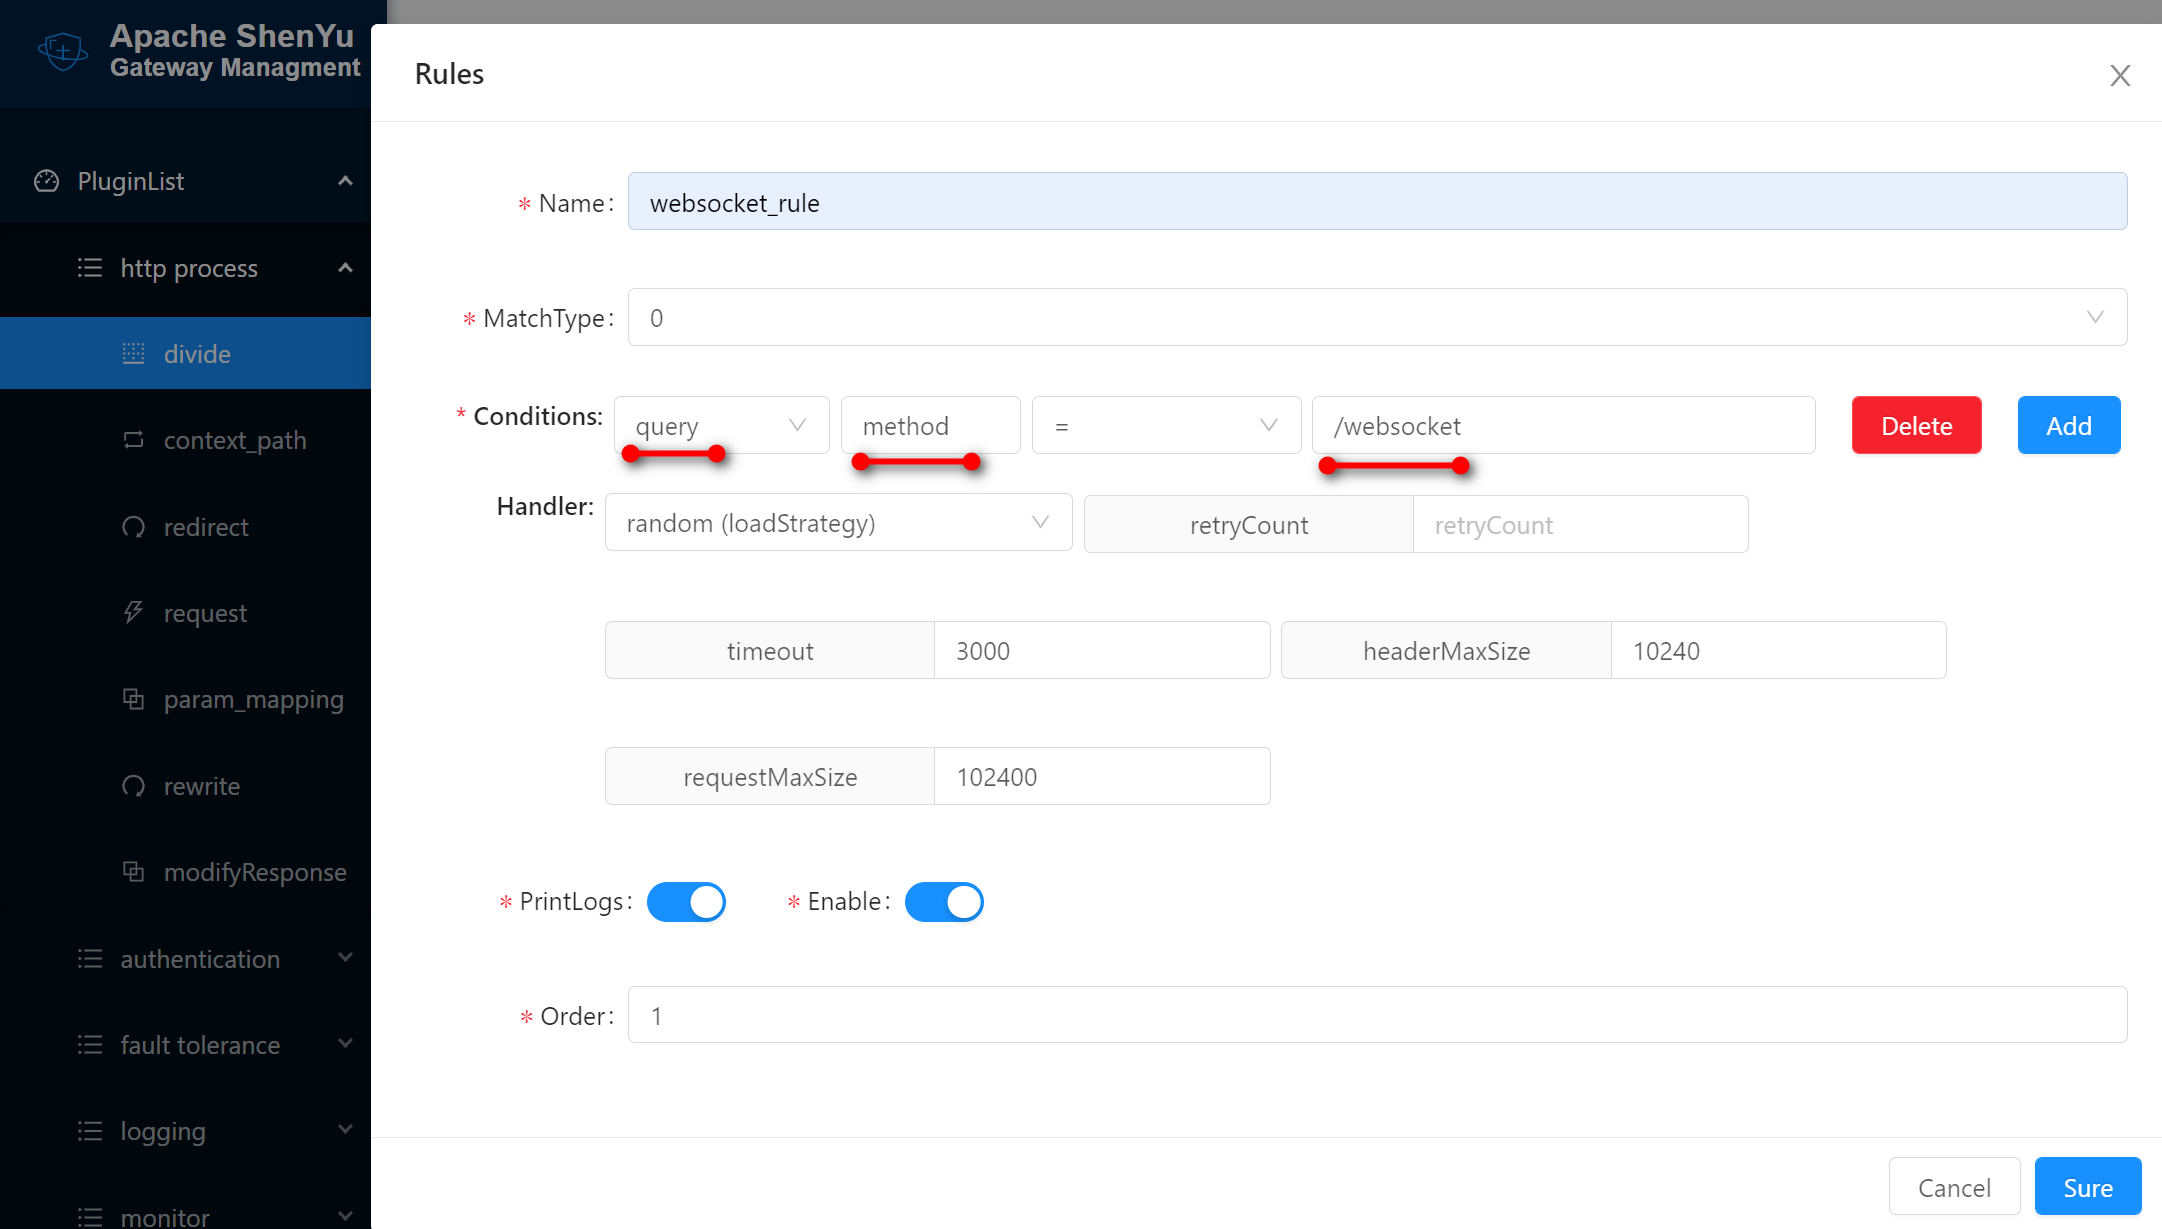 Apache ShenYu
Gateway Managment
PluginList
http process
divide
context_path
redirect
request
param_mapping
rewrite
modifyResponse
authentication
fault tolerance
logging
monitor
Rules
* Name: websocket_rule
* MatchType: 0
* Conditions: query method = /websocket Delete Add
Handler: random (loadStrategy) retryCount retryCount
timeout 3000 headerMaxSize 10240
requestMaxSize 102400
* PrintLogs: * Enable:
* Order: 1
Cancel Sure